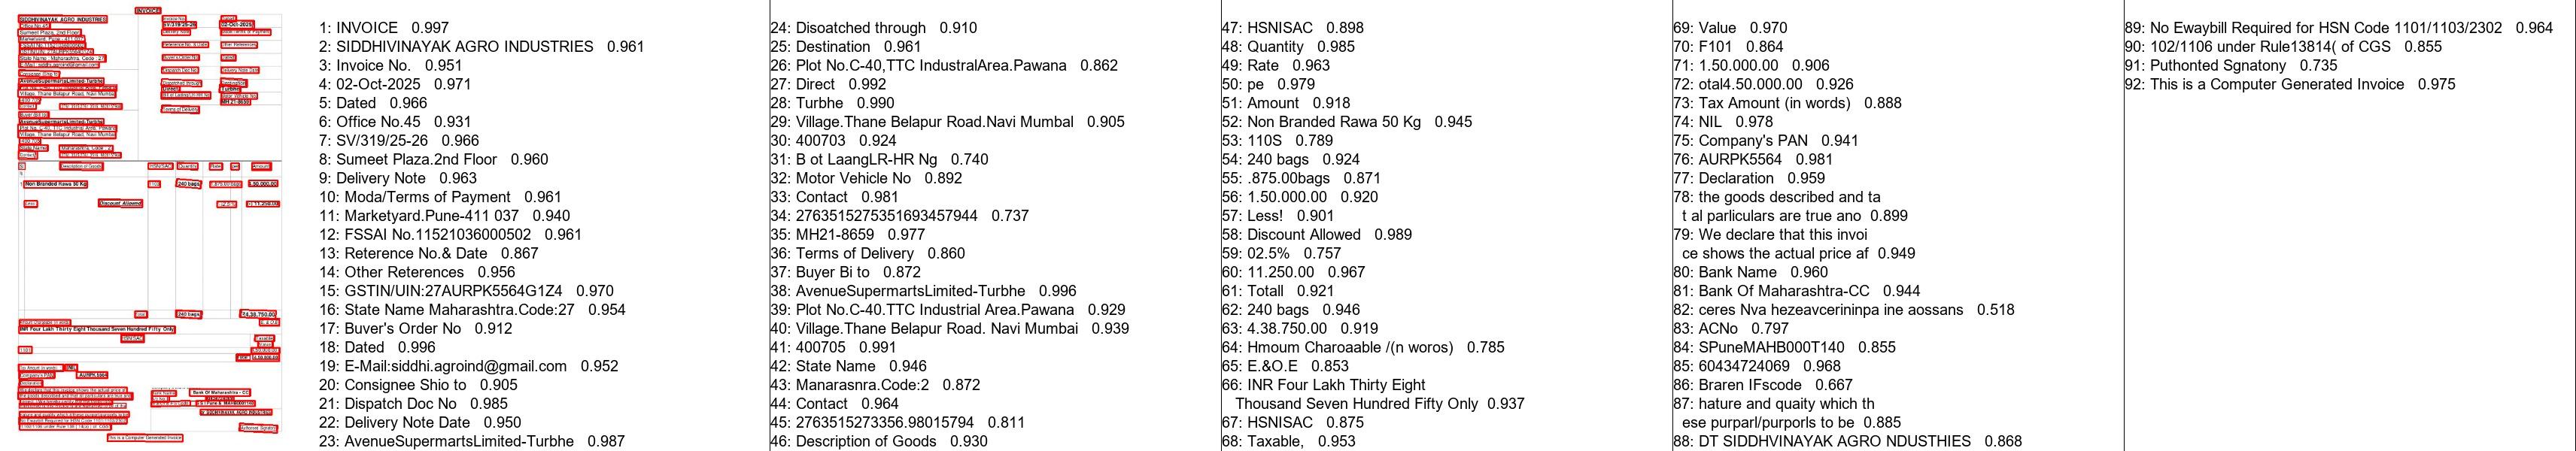 1: INVOICE 0.997
2: SIDDHIVINAYAK AGRO INDUSTRIES 0.961
3: Invoice No. 0.951
4: 02-Oct-2025 0.971
5: Dated 0.966
6: Office No.45 0.931
7: SV/319/25-26 0.966
8: Sumeet Plaza.2nd Floor 0.960
9: Delivery Note 0.963
10: Moda/Terms of Payment 0.961
11: Marketyard.Pune-411 037 0.940
12: FSSAI No.11521036000502 0.961
13: Reterence No.& Date 0.867
14: Other References 0.956
15: GSTIN/UIN:27AURPK5564G1Z4 0.970
16: State Name Maharashtra.Code:27 0.954
17: Buyer's Order No 0.912
18: Dated 0.996
19: E-Mail:siddhi.agroind@gmail.com 0.952
20: Consignee Shio to 0.905
21: Dispatch Doc No 0.985
22: Delivery Note Date 0.950
23: AvenueSupermartsLimited-Turbhe 0.987
24: Disoatched through 0.910
25: Destination 0.961
26: Plot No.C-40,TTC IndustralArea.Pawana 0.862
27: Direct 0.992
28: Turbhe 0.990
29: Village.Thane Belapur Road.Navi Mumbal 0.905
30: 400703 0.924
31: B ot LaangLR-HR Ng 0.740
32: Motor Vehicle No 0.892
33: Contact 0.981
34: 2763515275351693457944 0.737
35: MH21-8659 0.977
36: Terms of Delivery 0.860
37: Buyer Bi to 0.872
38: AvenueSupermartsLimited-Turbhe 0.996
39: Plot No.C-40.TTC Industrial Area.Pawana 0.929
40: Village.Thane Belapur Road. Navi Mumbai 0.939
41: 400705 0.991
42: State Name 0.946
43: Manarasnra.Code:2 0.872
44: Contact 0.964
45: 2763515273356.98015794 0.811
46: Description of Goods 0.930
47: HSNISAC 0.898
48: Quantity 0.985
49: Rate 0.963
50: pe 0.979
51: Amount 0.918
52: Non Branded Rawa 50 Kg 0.945
53: 110S 0.789
54: 240 bags 0.924
55: .875.00bags 0.871
56: 1.50.000.00 0.920
57: Less! 0.901
58: Discount Allowed 0.989
59: 02.5% 0.757
60: 11.250.00 0.967
61: Totall 0.921
62: 240 bags 0.946
63: 4.38.750.00 0.919
64: Hmoum Charoaable /(n woros) 0.785
65: E.&O.E 0.853
66: INR Four Lakh Thirty Eight
Thousand Seven Hundred Fifty Only 0.937
67: HSNISAC 0.875
68: Taxable, 0.953
69: Value 0.970
70: F101 0.864
71: 1.50.000.00 0.906
72: otal4.50.000.00 0.926
73: Tax Amount (in words) 0.888
74: NIL 0.978
75: Company's PAN 0.941
76: AURPK5564 0.981
77: Declaration 0.959
78: the goods described and ta
t al parliculars are true ano 0.899
79: We declare that this invoi
ce shows the actual price af 0.949
80: Bank Name 0.960
81: Bank Of Maharashtra-CC 0.944
82: ceres Nva hezeavcerininpa ine aossans 0.518
83: ACNo 0.797
84: SPuneMAHB000T140 0.855
85: 60434724069 0.968
86: Braren IFscode 0.667
87: hature and quaity which th
ese purparl/purporls to be 0.885
88: DT SIDDHVINAYAK AGRO NDUSTHIES 0.868
89: No Ewaybill Required for HSN Code 1101/1103/2302 0.964
90: 102/1106 under Rule13814( of CGS 0.855
91: Puthonted Sgnatony 0.735
92: This is a Computer Generated Invoice 0.975